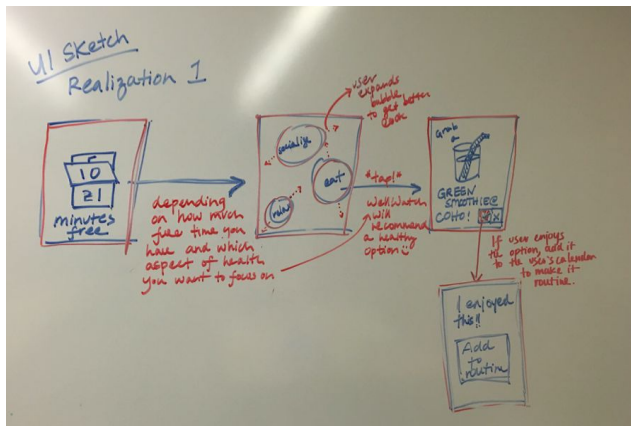 UI Sketch
Realization 1
10
21
minutes
free
depending
on how much
free time you
have and which
aspect of health
you want to focus on
socialize
eat
relax
user
expands
bubble
to get better
look
"tap!"
WellWatch
will
recommend
a healthy
option
Grab
a
GREEN
SMOOTHIE@
COHO!
If user enjoys
the option, add it
to the user's calendar
to make it
routine.
I enjoyed
this!!
Add
to
routine